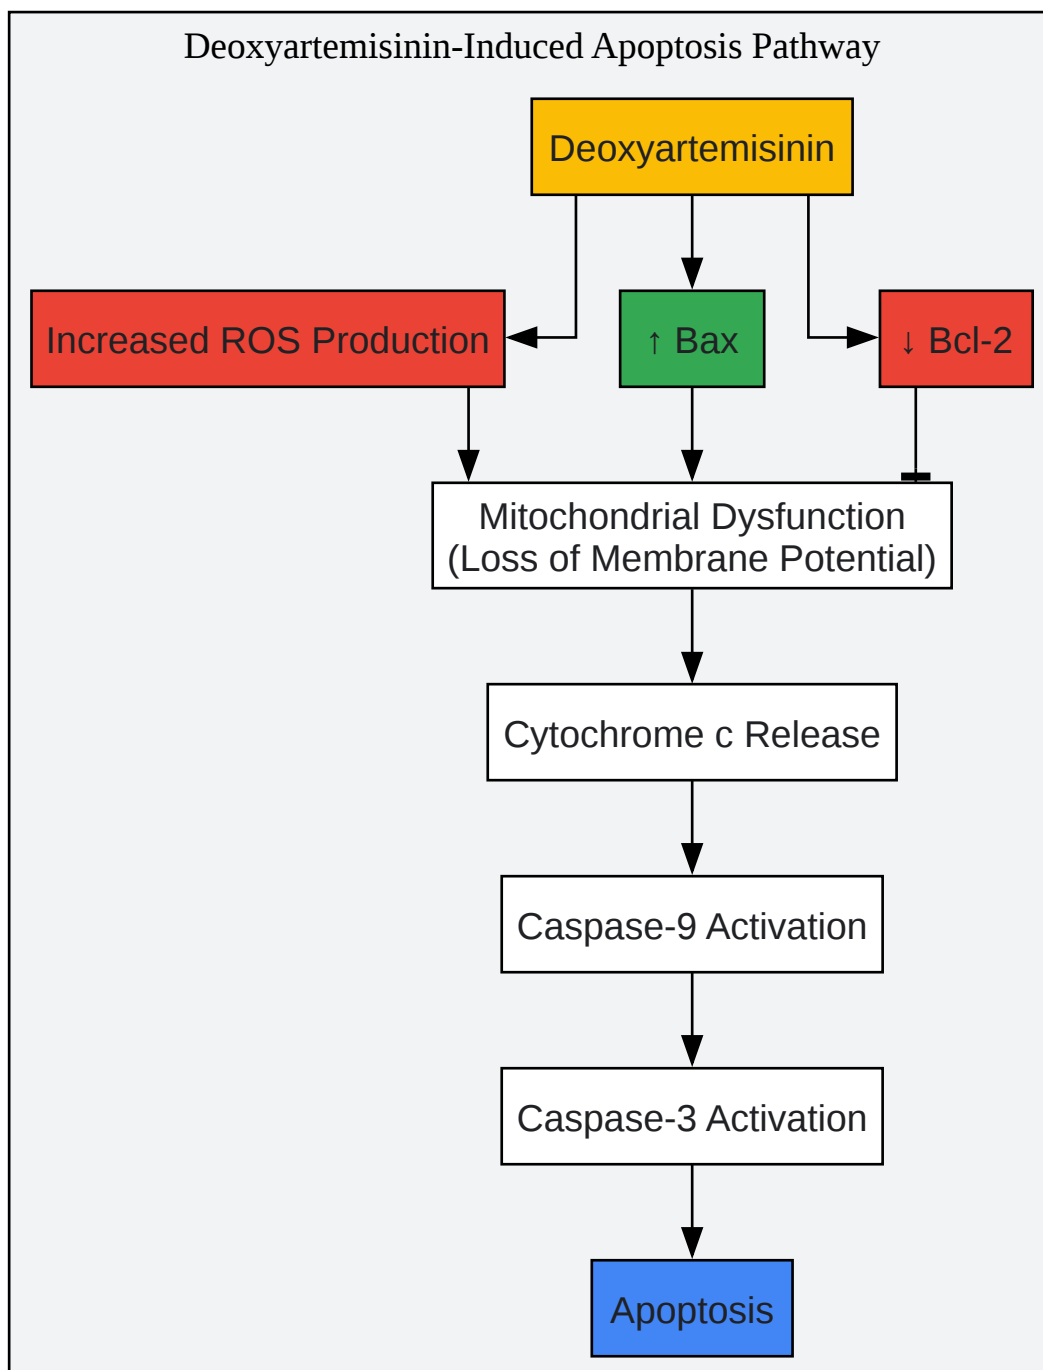 Deoxyartemisinin-Induced Apoptosis Pathway
Deoxyartemisinin
Increased ROS Production
↑ Bax
↓ Bcl-2
Mitochondrial Dysfunction
(Loss of Membrane Potential)
Cytochrome c Release
Caspase-9 Activation
Caspase-3 Activation
Apoptosis